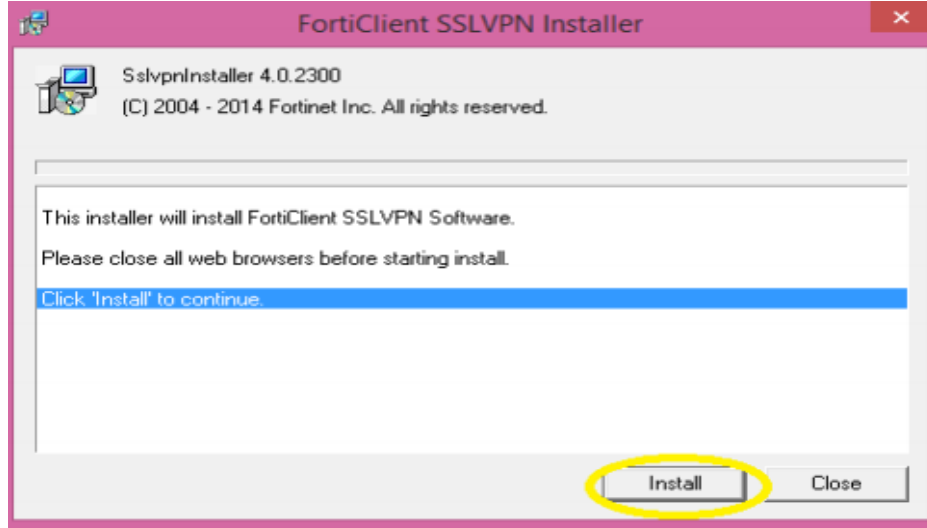 FortiClient SSLVPN Installer
SslvpnInstaller 4.0.2300
(C) 2004 - 2014 Fortinet Inc. All rights reserved.
This installer will install FortiClient SSLVPN Software.
Please close all web browsers before starting install.
Click 'Install' to continue.
Install
Close